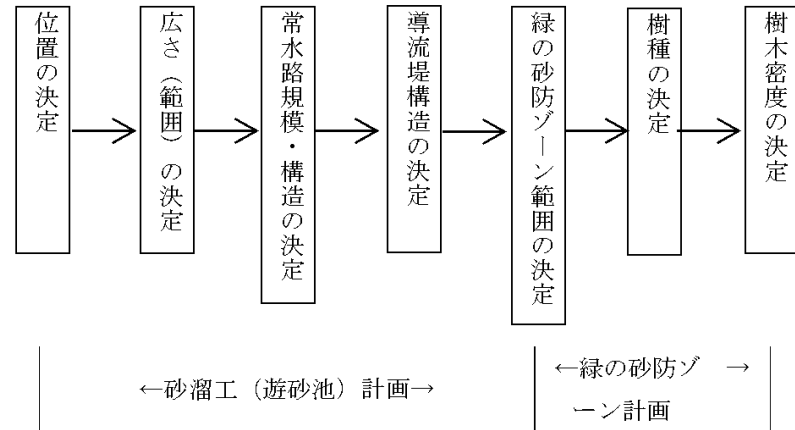 位置の決定
広さ（範囲）の決定
常水路規模・構造の決定
導流堤構造の決定
緑の砂防ゾーン範囲の決定
樹種の決定
樹木密度の決定
←砂溜工（遊砂池）計画→
←緑の砂防ゾ →
ーン計画